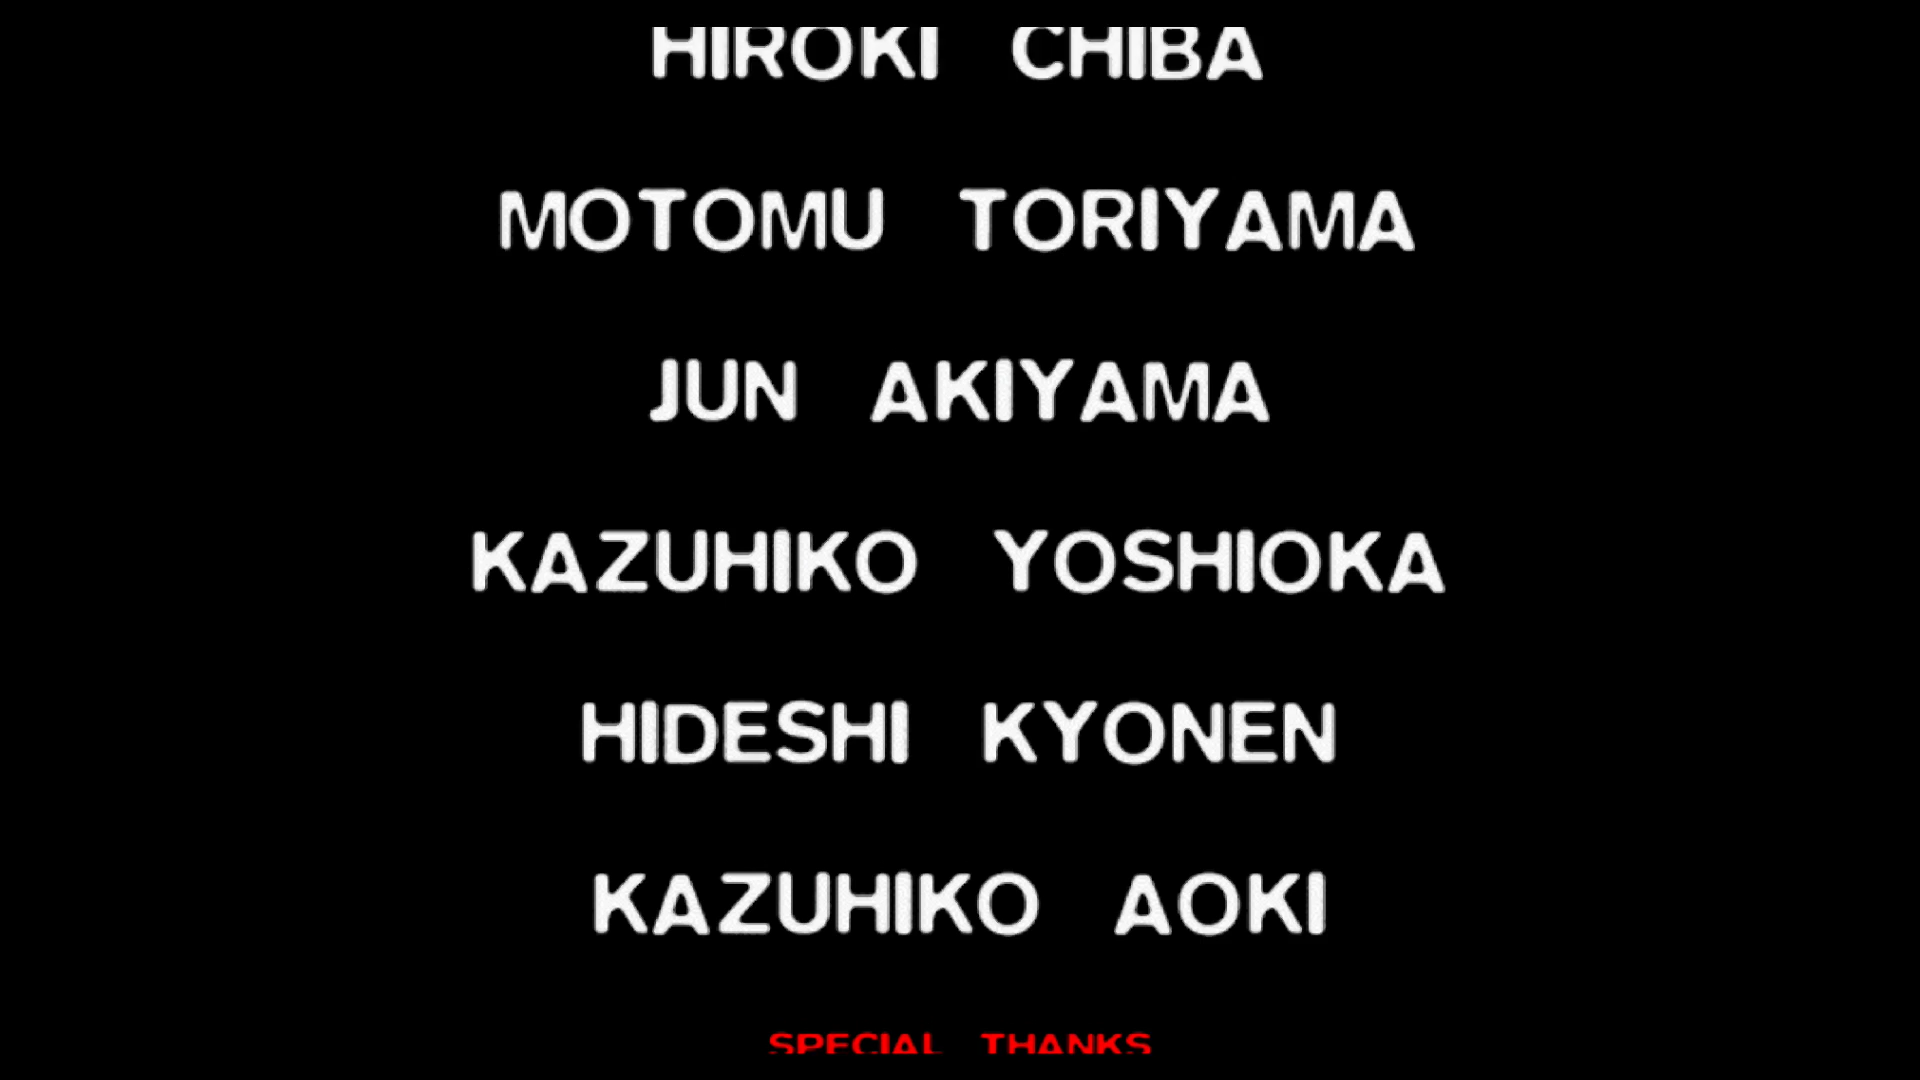 HIROKI CHIBA
MOTOMU TORIYAMA
JUN AKIYAMA
KAZUHIKO YOSHIOKA
HIDESHI KYONEN
KAZUHIKO AOKI
SPECIAL THANKS